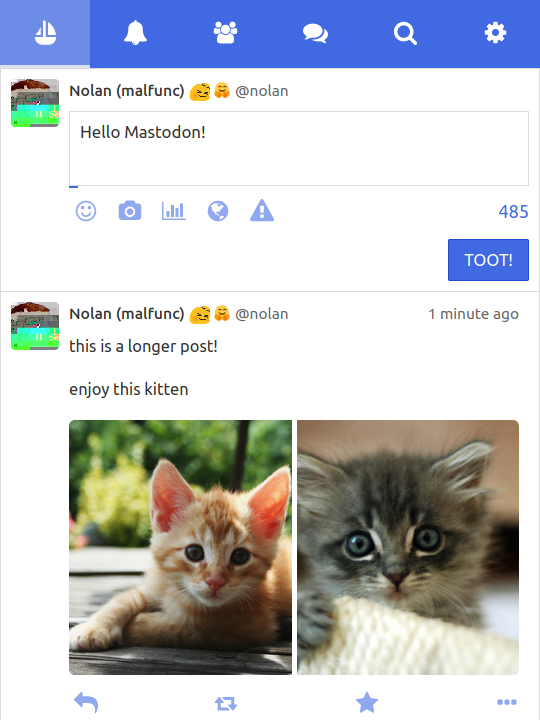 Nolan (malfunc) @nolan
Hello Mastodon!
485
TOOT!
Nolan (malfunc) @nolan 1 minute ago
this is a longer post!
enjoy this kitten